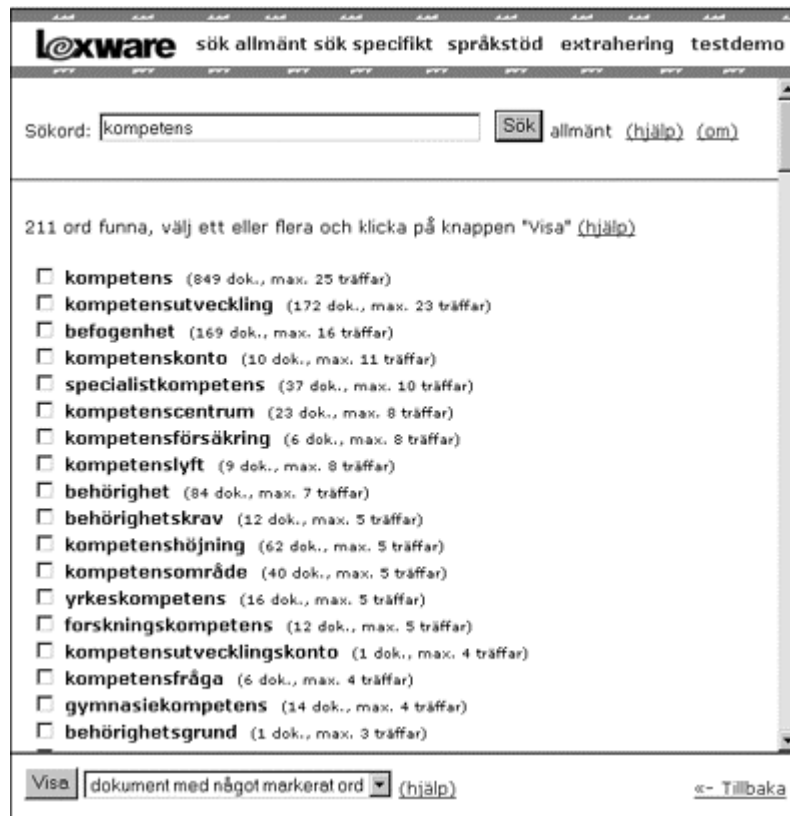 L@xware sök allmänt sök specifikt språkstöd extrahering testdemo
Sökord: kompetens Sök allmänt (hjälp) (om)
211 ord funna, välj ett eller flera och klicka på knappen "Visa" (hjälp)
kompetens (849 dok., max. 25 träffar)
kompetensutveckling (172 dok., max. 23 träffar)
befogenhet (169 dok., max. 16 träffar)
kompetenskonto (10 dok., max. 11 träffar)
specialistkompetens (37 dok., max. 10 träffar)
kompetenscentrum (23 dok., max. 8 träffar)
kompetensförsäkring (6 dok., max. 8 träffar)
kompetenslyft (9 dok., max. 8 träffar)
behörighet (84 dok., max. 7 träffar)
behörighetskrav (12 dok., max. 5 träffar)
kompetenshöjning (62 dok., max. 5 träffar)
kompetensområde (40 dok., max. 5 träffar)
yrkeskompetens (16 dok., max. 5 träffar)
forskningskompetens (12 dok., max. 5 träffar)
kompetensutvecklingskonto (1 dok., max. 4 träffar)
kompetensfråga (6 dok., max. 4 träffar)
gymnasiekompetens (14 dok., max. 4 träffar)
behörighetsgrund (1 dok., max. 3 träffar)
Visa dokument med något markerat ord (hjälp) «- Tillbaka